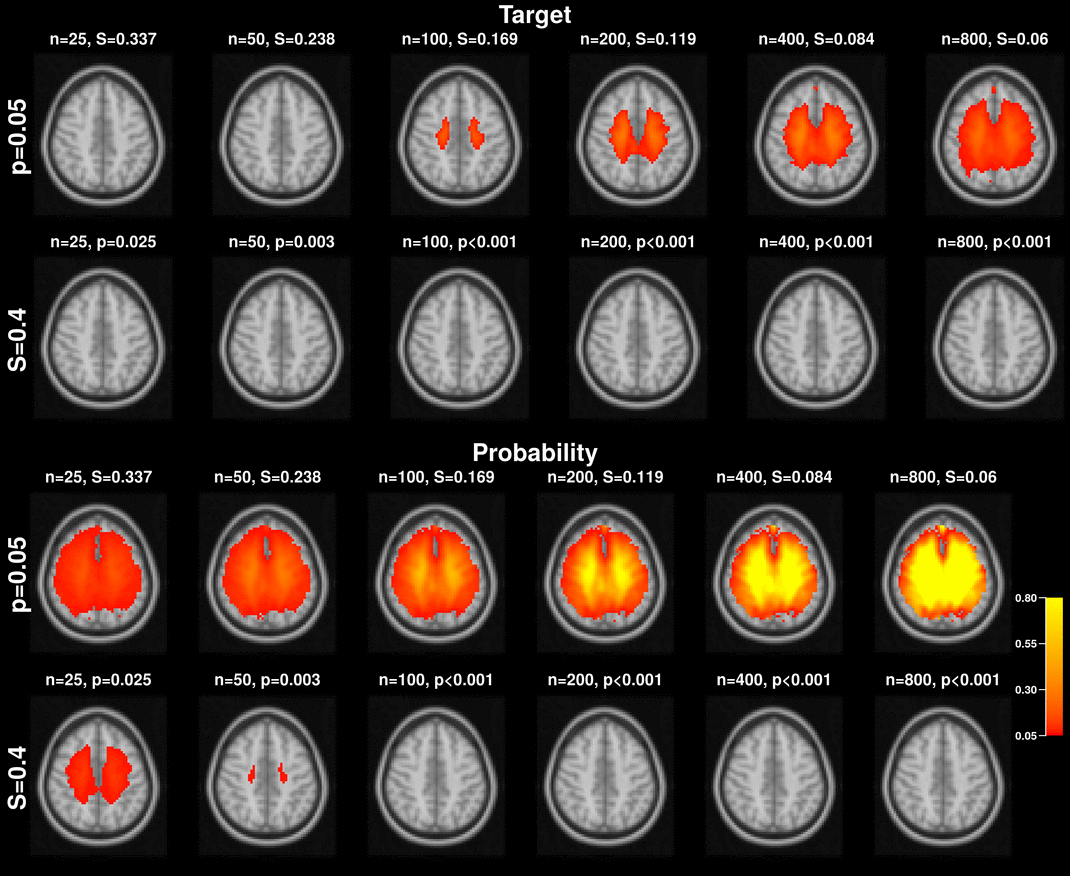 Target
n=25, S=0.337 n=50, S=0.238 n=100, S=0.169 n=200, S=0.119 n=400, S=0.084 n=800, S=0.06
p=0.05
n=25, p=0.025 n=50, p=0.003 n=100, p<0.001 n=200, p<0.001 n=400, p<0.001 n=800, p<0.001
S=0.4
Probability
n=25, S=0.337 n=50, S=0.238 n=100, S=0.169 n=200, S=0.119 n=400, S=0.084 n=800, S=0.06
p=0.05
0.80
0.55
0.30
0.05
n=25, p=0.025 n=50, p=0.003 n=100, p<0.001 n=200, p<0.001 n=400, p<0.001 n=800, p<0.001
S=0.4